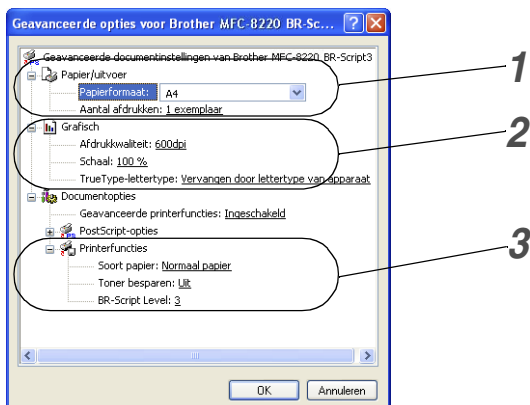 Geavanceerde opties voor Brother MFC-8220 BR-Sc...
Geavanceerde documentinstellingen van Brother MFC-8220 BR-Script3
Papier/uitvoer
Papierformaat: A4
Aantal afdrukken: 1 exemplaar
1
Grafisch
Afdrukkwaliteit: 600dpi
Schaal: 100 %
TrueType-lettertype: Vervangen door lettertype van apparaat
2
Documentopties
Geavanceerde printerfuncties: Ingeschakeld
PostScript-opties
Printerfuncties
Soort papier: Normaal papier
Toner besparen: Uit
BR-Script Level: 3
3
OK
Annuleren